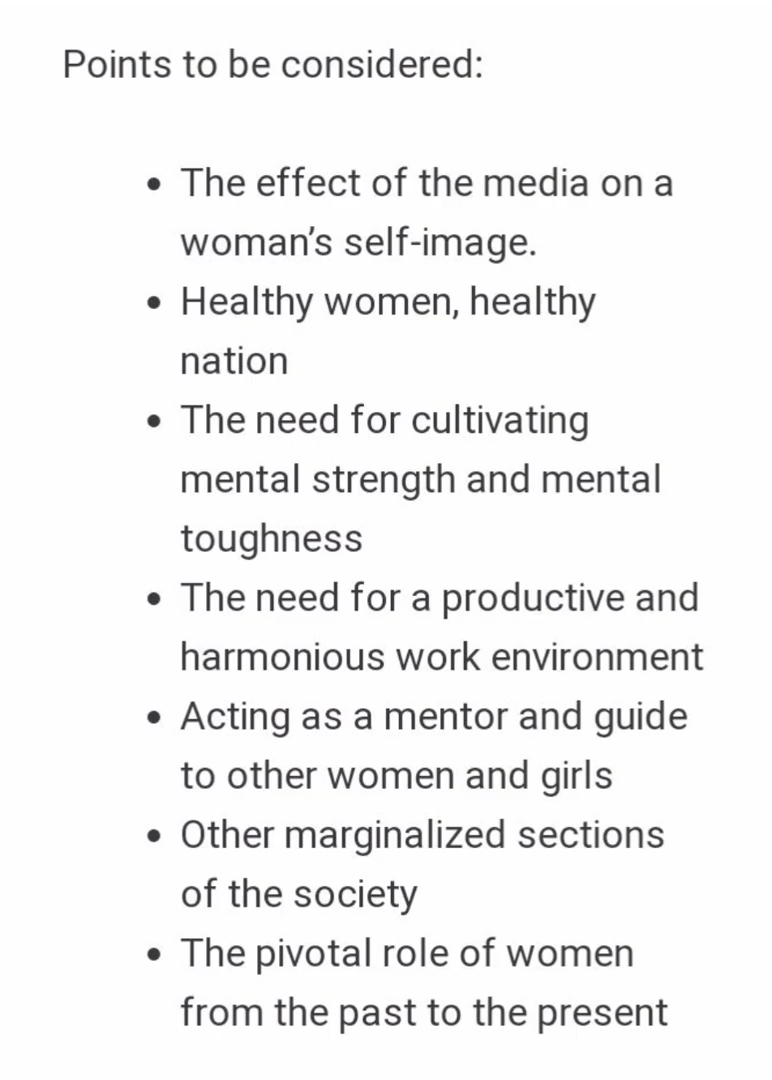 Points to be considered:
• The effect of the media on a
woman’s self-image.
• Healthy women, healthy
nation
• The need for cultivating
mental strength and mental
toughness
• The need for a productive and
harmonious work environment
• Acting as a mentor and guide
to other women and girls
• Other marginalized sections
of the society
• The pivotal role of women
from the past to the present